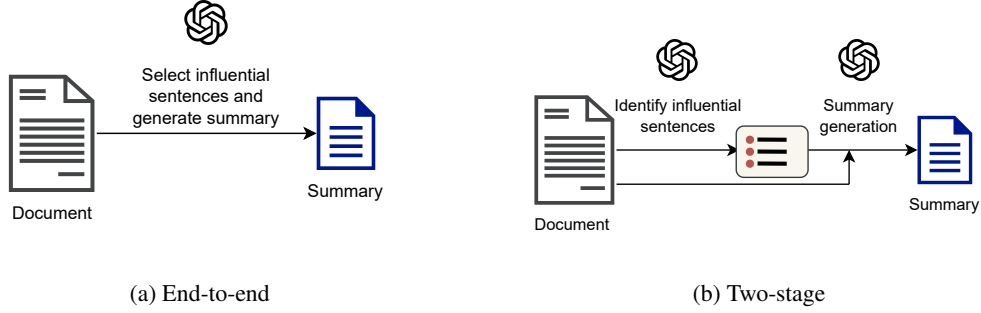 Select influential
sentences and
generate summary
Document
Summary
(a) End-to-end
Identify influential
sentences
Summary
generation
Document
Summary
(b) Two-stage